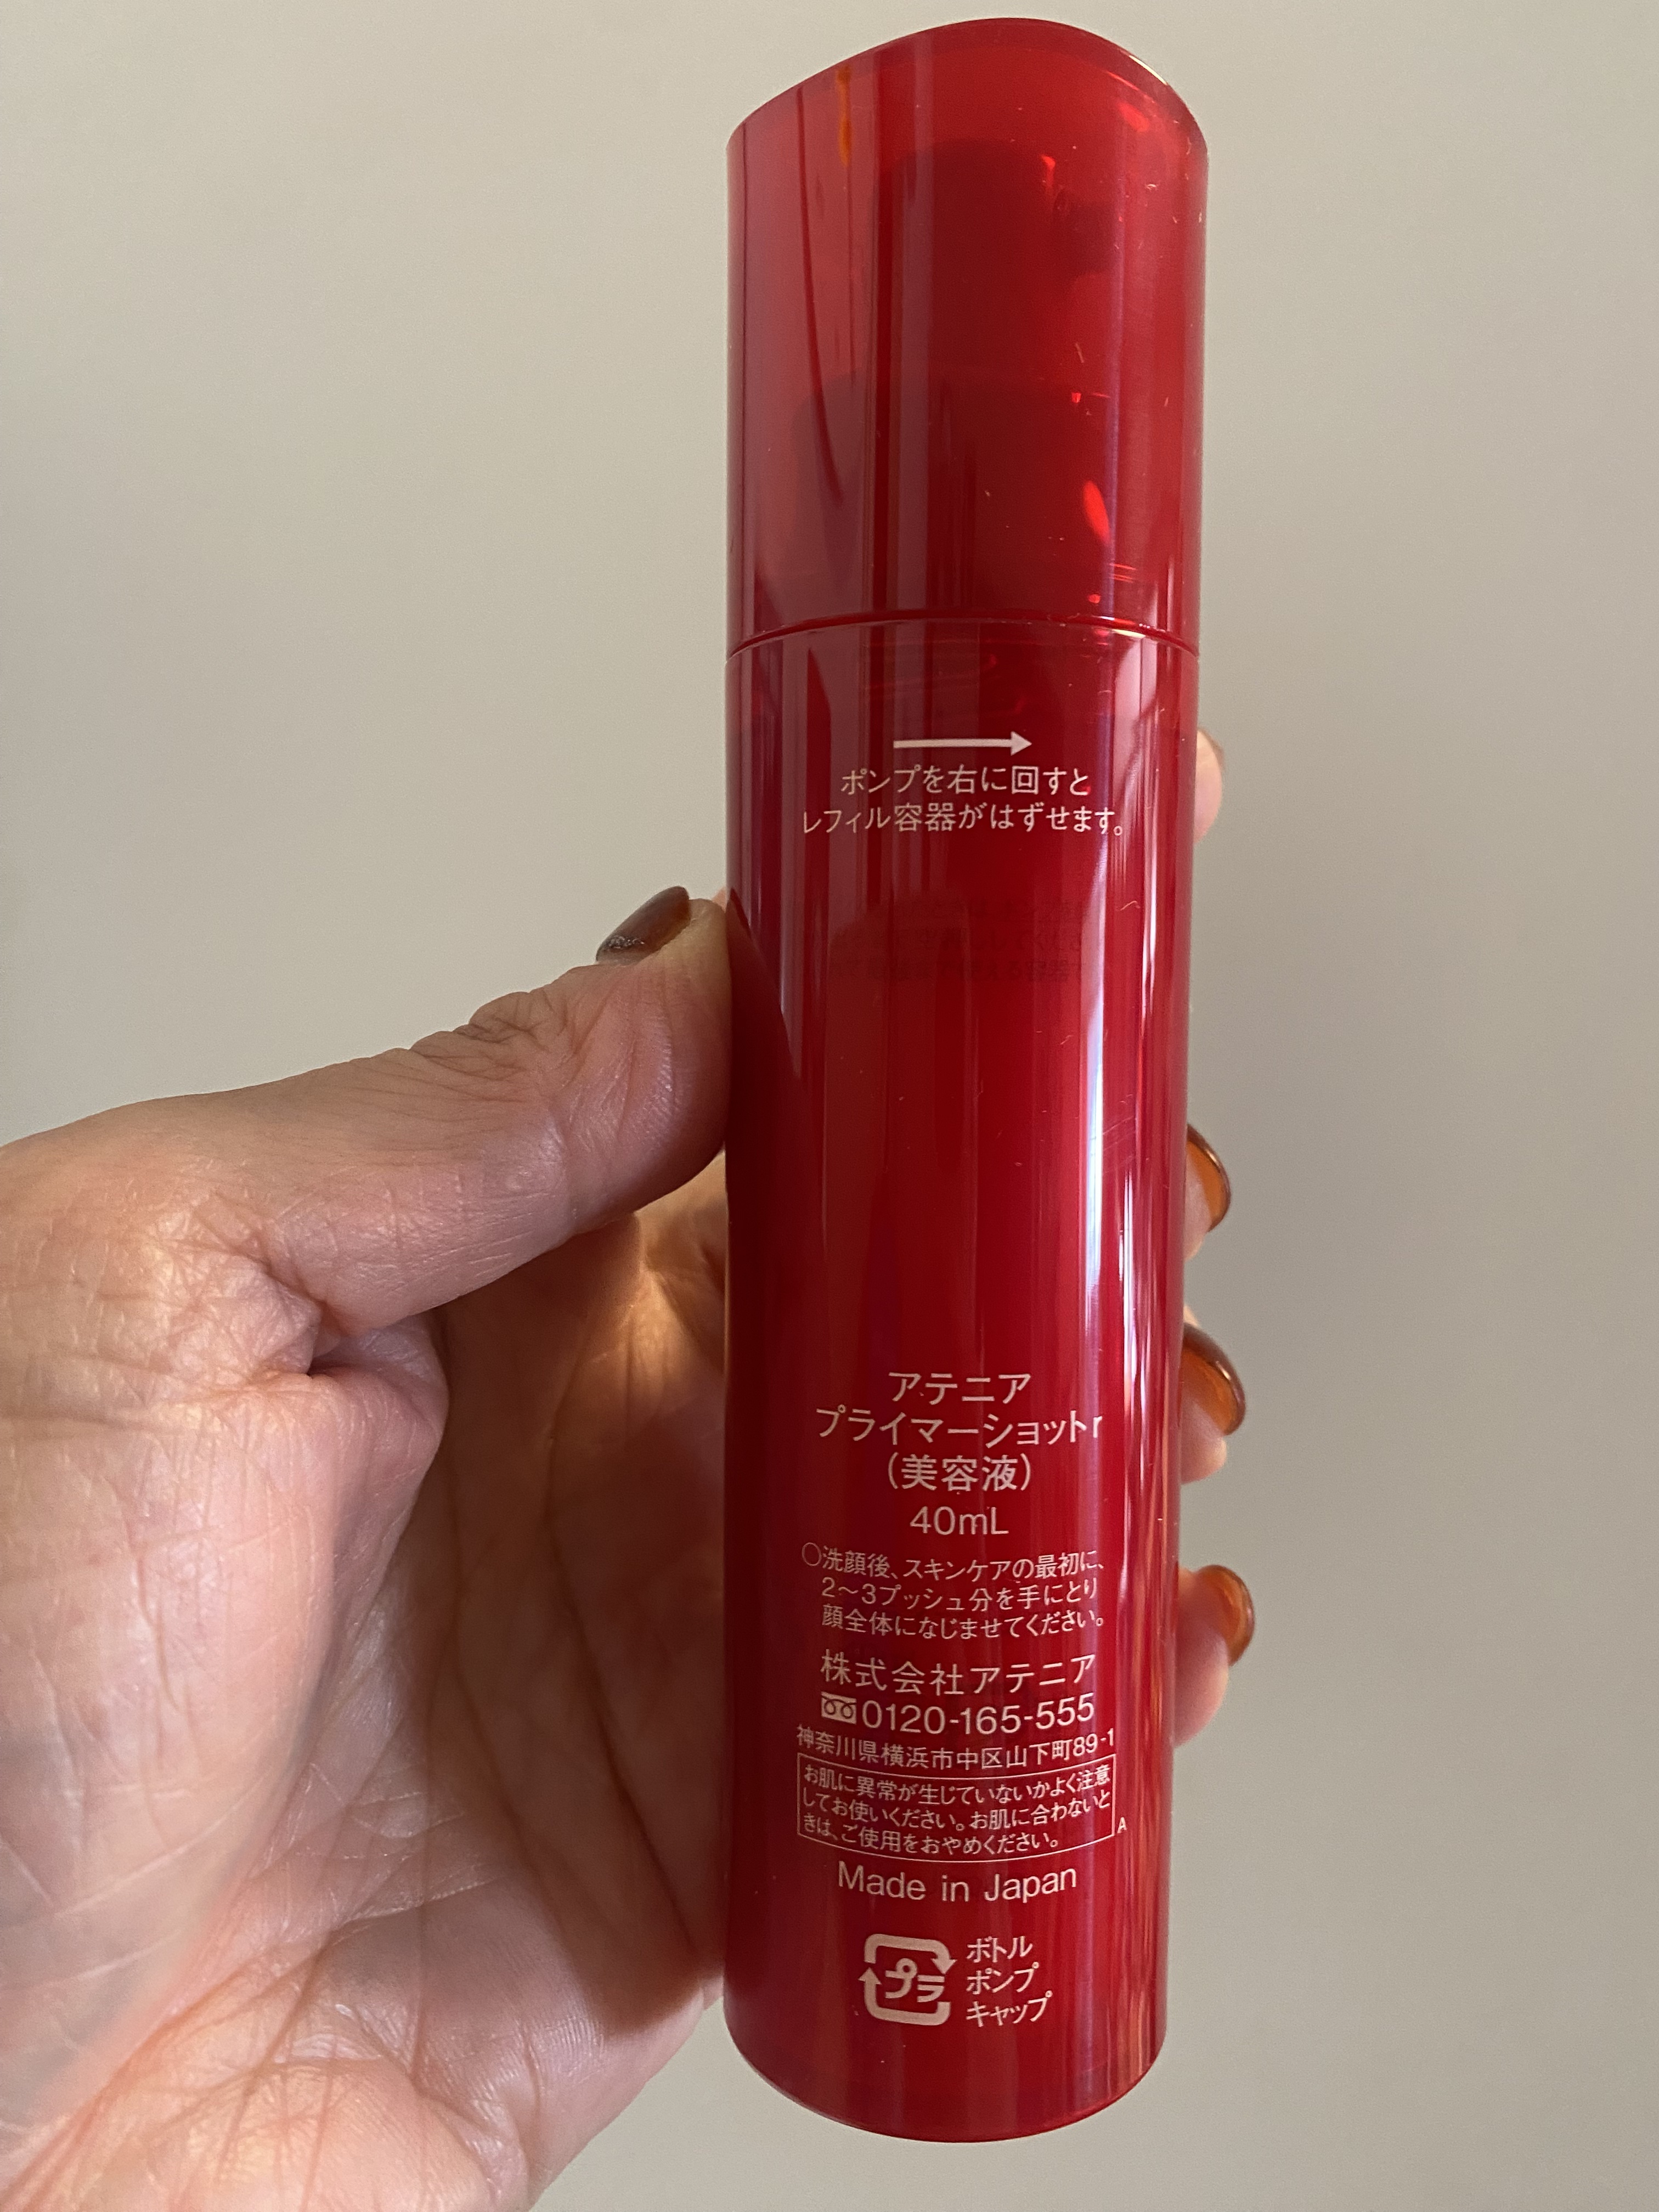 ポンプを右に回すと
レフィル容器がはずせます。
アテニア
プライマーショットr
(美容液)
40mL
○洗顔後、スキンケアの最初に、
2～3プッシュ分を手にとり
顔全体になじませてください。
株式会社アテニア
0120-165-555
神奈川県横浜市中区山下町89-1
お肌に異常が生じていないかよく注意
してお使いください。お肌に合わないと
きは、ご使用をおやめください。
A
Made in Japan
プラ
ボトル
ポンプ
キャップ